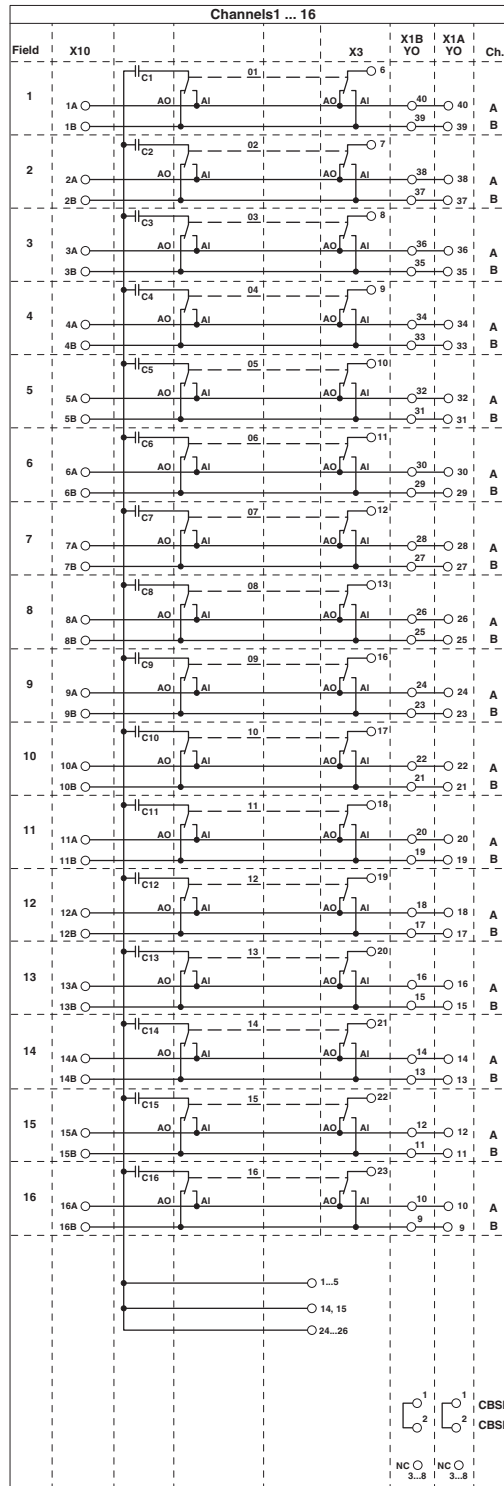 Channels1 ... 16
Field X10 X3 X1B YO X1A YO Ch.
C1 01 6
1
1A AO AI AO AI 40 40 A
1B 39 39 B
C2 02 7
2
2A AO AI AO AI 38 38 A
2B 37 37 B
C3 03 8
3
3A AO AI AO AI 36 36 A
3B 35 35 B
C4 04 9
4
4A AO AI AO AI 34 34 A
4B 33 33 B
C5 05 10
5
5A AO AI AO AI 32 32 A
5B 31 31 B
C6 06 11
6
6A AO AI AO AI 30 30 A
6B 29 29 B
C7 07 12
7
7A AO AI AO AI 28 28 A
7B 27 27 B
C8 08 13
8
8A AO AI AO AI 26 26 A
8B 25 25 B
C9 09 16
9
9A AO AI AO AI 24 24 A
9B 23 23 B
C10 10 17
10
10A AO AI AO AI 22 22 A
10B 21 21 B
C11 11 18
11
11A AO AI AO AI 20 20 A
11B 19 19 B
C12 12 19
12
12A AO AI AO AI 18 18 A
12B 17 17 B
C13 13 20
13
13A AO AI AO AI 16 16 A
13B 15 15 B
C14 14 21
14
14A AO AI AO AI 14 14 A
14B 13 13 B
C15 15 22
15
15A AO AI AO AI 12 12 A
15B 11 11 B
C16 16 23
16
16A AO AI AO AI 10 10 A
16B 9 9 B
1...5
14, 15
24...26
1 1
2 2
NC 3...8 NC 3...8